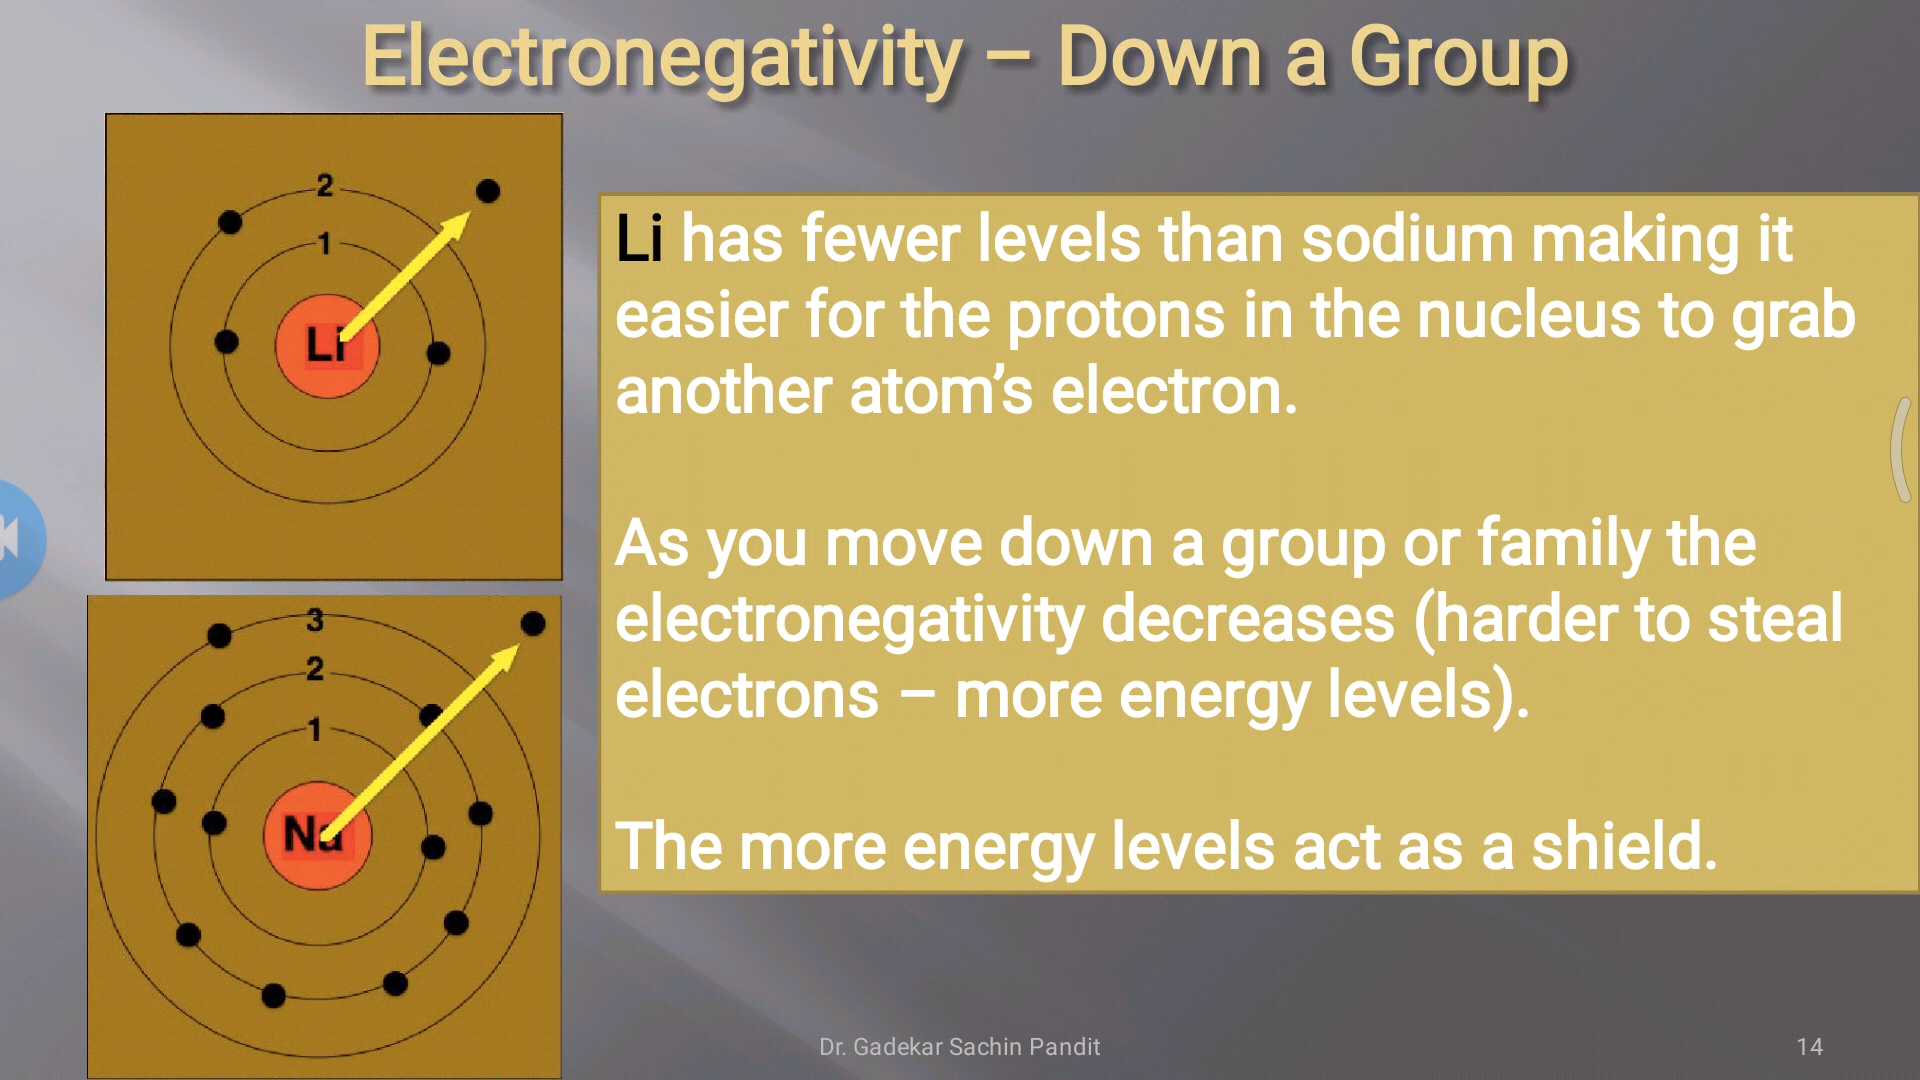 Electronegativity – Down a Group
2
1
Li
Li has fewer levels than sodium making it
easier for the protons in the nucleus to grab
another atom’s electron.
As you move down a group or family the
electronegativity decreases (harder to steal
electrons – more energy levels).
The more energy levels act as a shield.
3
2
1
Na
Dr. Gadekar Sachin Pandit
14